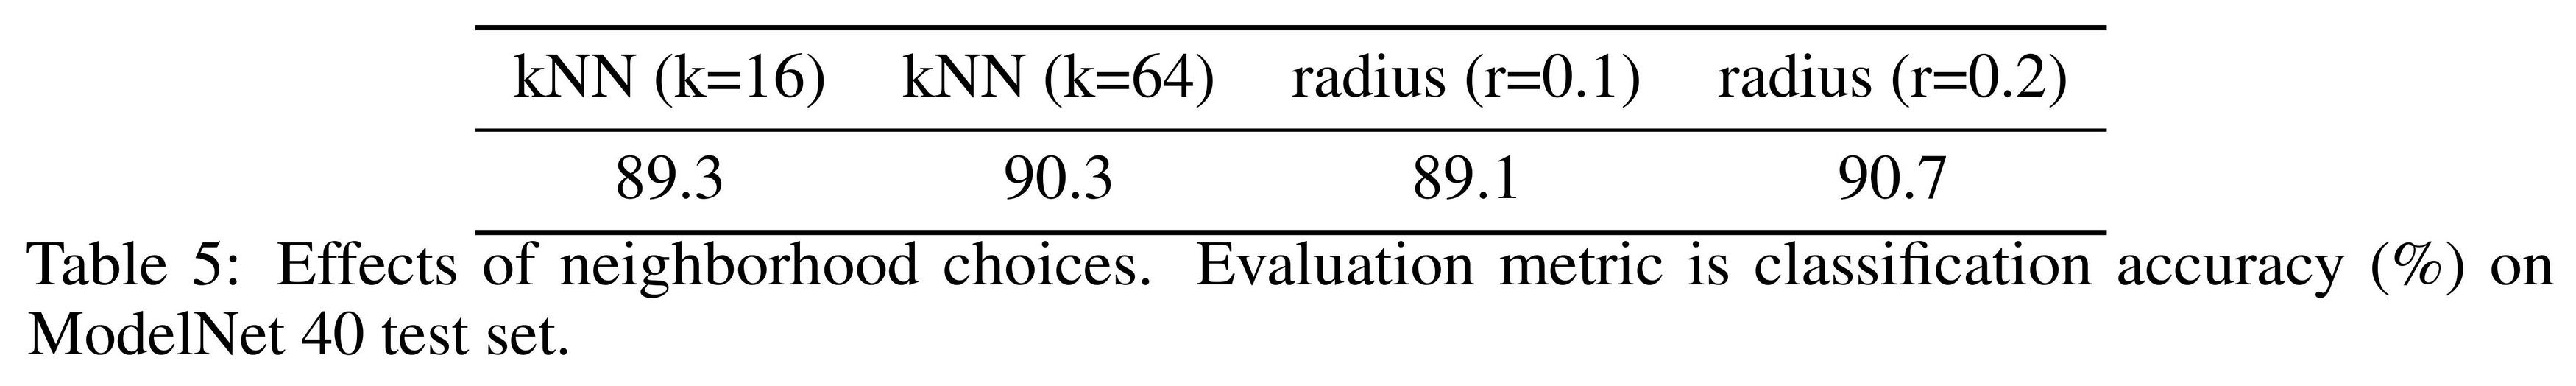 kNN (k=16) kNN (k=64) radius (r=0.1) radius (r=0.2)
89.3 90.3 89.1 90.7
Table 5: Effects of neighborhood choices. Evaluation metric is classification accuracy (%) on
ModelNet 40 test set.